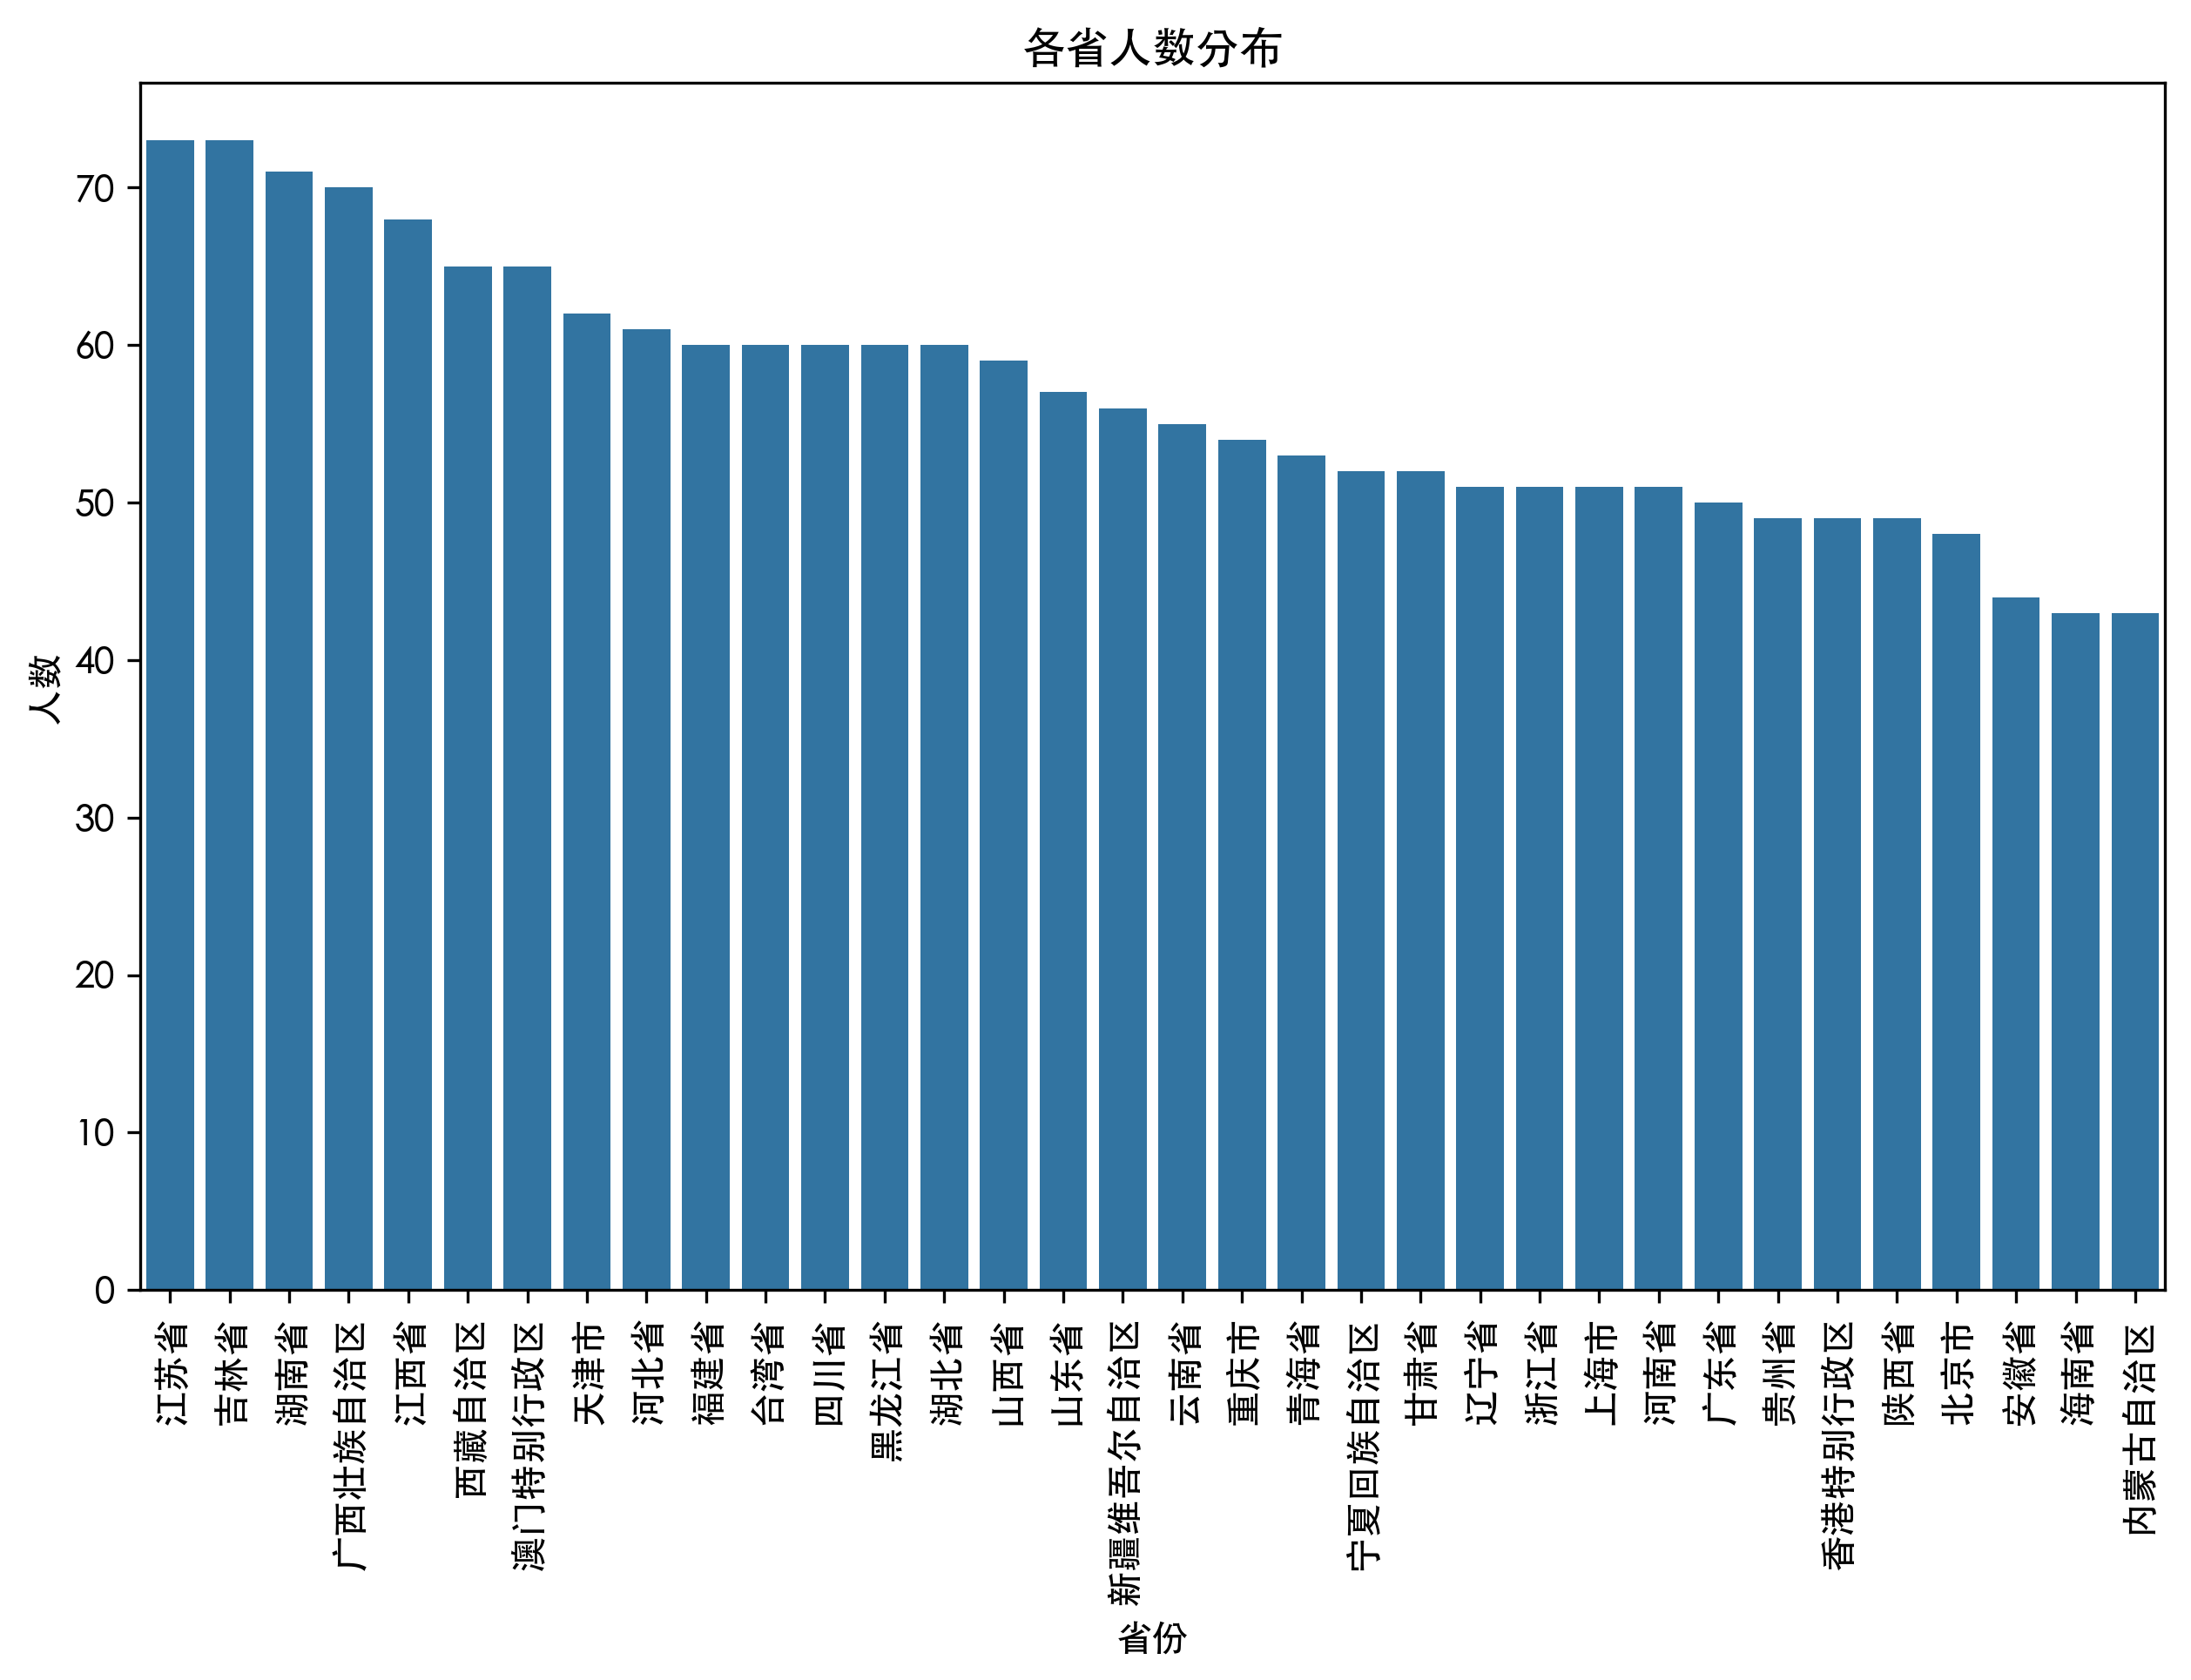 各省人数分布
人数
70
60
50
40
30
20
10
0
江苏省
吉林省
湖南省
广西壮族自治区
江西省
西藏自治区
澳门特别行政区
天津市
河北省
福建省
台湾省
四川省
黑龙江省
湖北省
山西省
山东省
新疆维吾尔自治区
云南省
重庆市
青海省
宁夏回族自治区
甘肃省
辽宁省
浙江省
上海市
河南省
广东省
贵州省
香港特别行政区
陕西省
北京市
安徽省
海南省
内蒙古自治区
省份